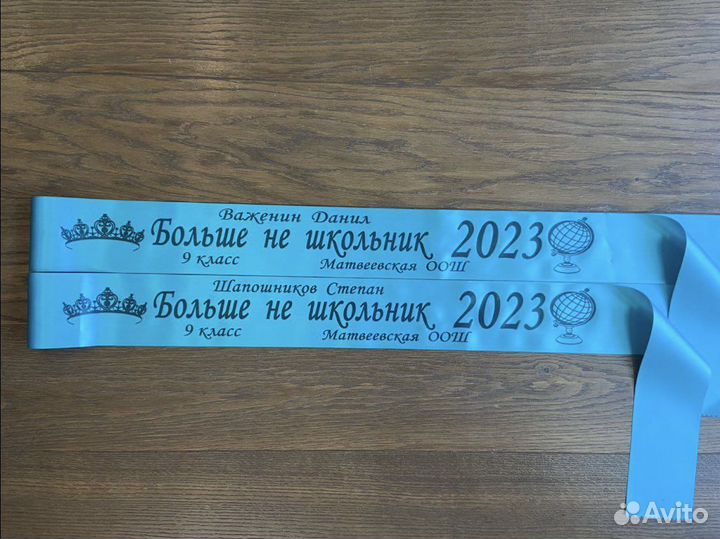 Важенин Данил
Больше не школьник 2023
9 класс Матвеевская ООШ
Шапошников Степан
Больше не школьник 2023
9 класс Матвеевская ООШ
Avito